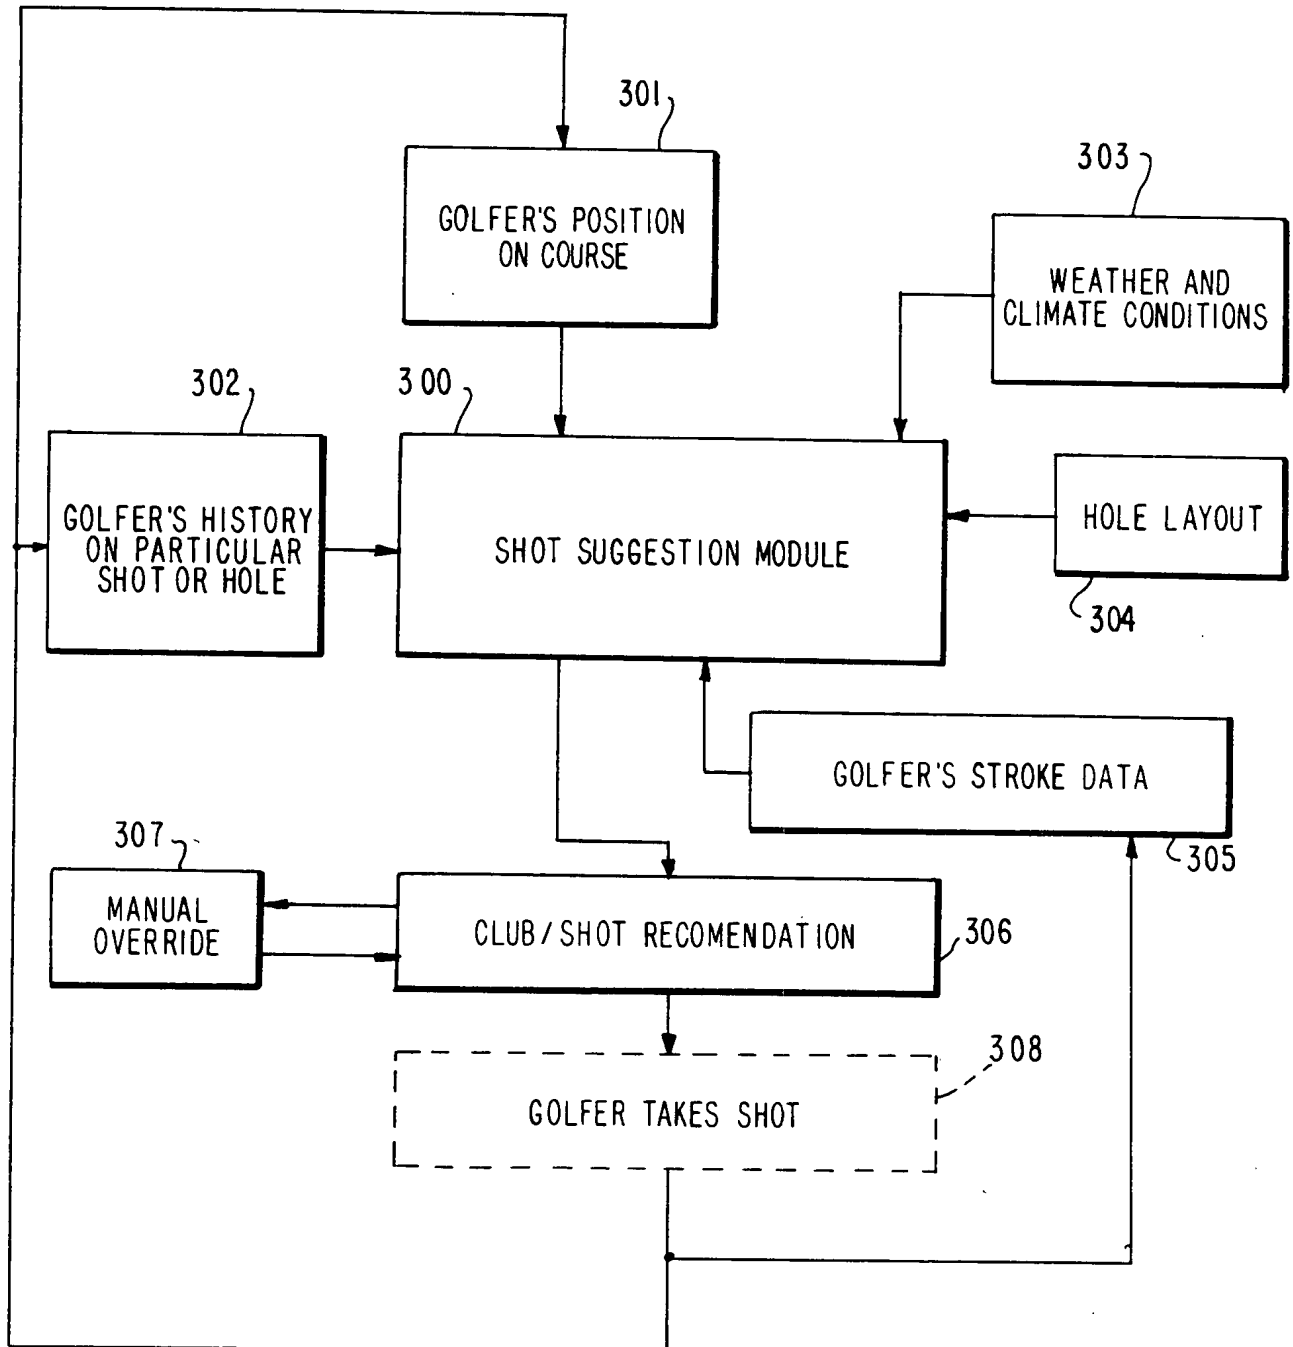 301
GOLFER'S POSITION
ON COURSE
303
WEATHER AND
CLIMATE CONDITIONS
302
GOLFER'S HISTORY
ON PARTICULAR
SHOT OR HOLE
300
SHOT SUGGESTION MODULE
HOLE LAYOUT
304
GOLFER'S STROKE DATA
305
307
MANUAL
OVERRIDE
CLUB/SHOT RECOMENDATION
306
308
GOLFER TAKES SHOT